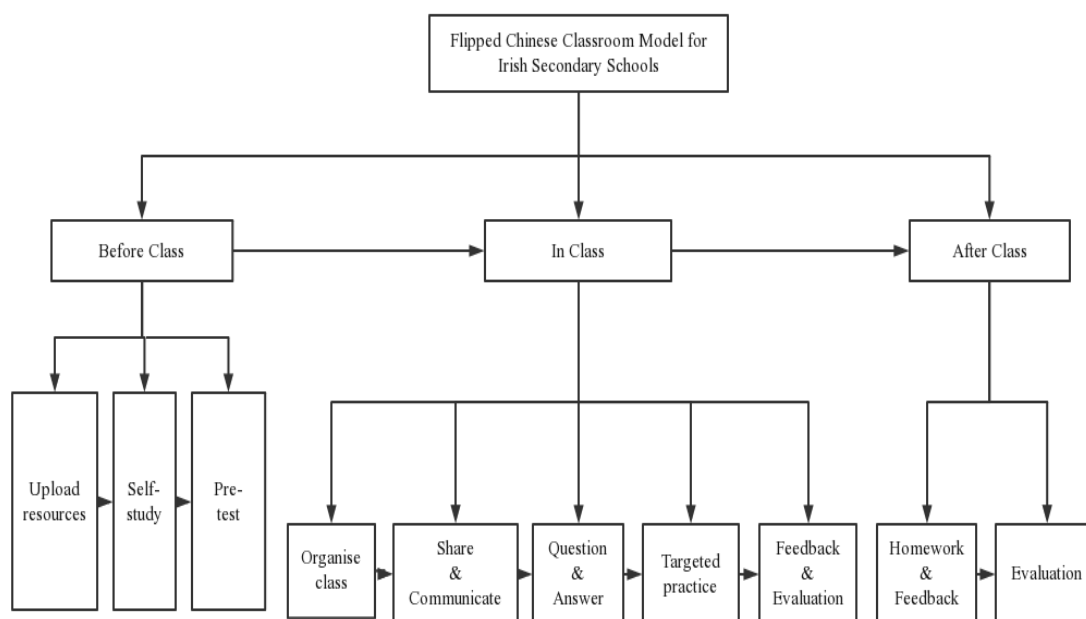 Flipped Chinese Classroom Model for
Irish Secondary Schools
Before Class
In Class
After Class
Upload
resources
Self-
study
Pre-
test
Organise
class
Share
&
Communicate
Question
&
Answer
Targeted
practice
Feedback
&
Evaluation
Homework
&
Feedback
Evaluation